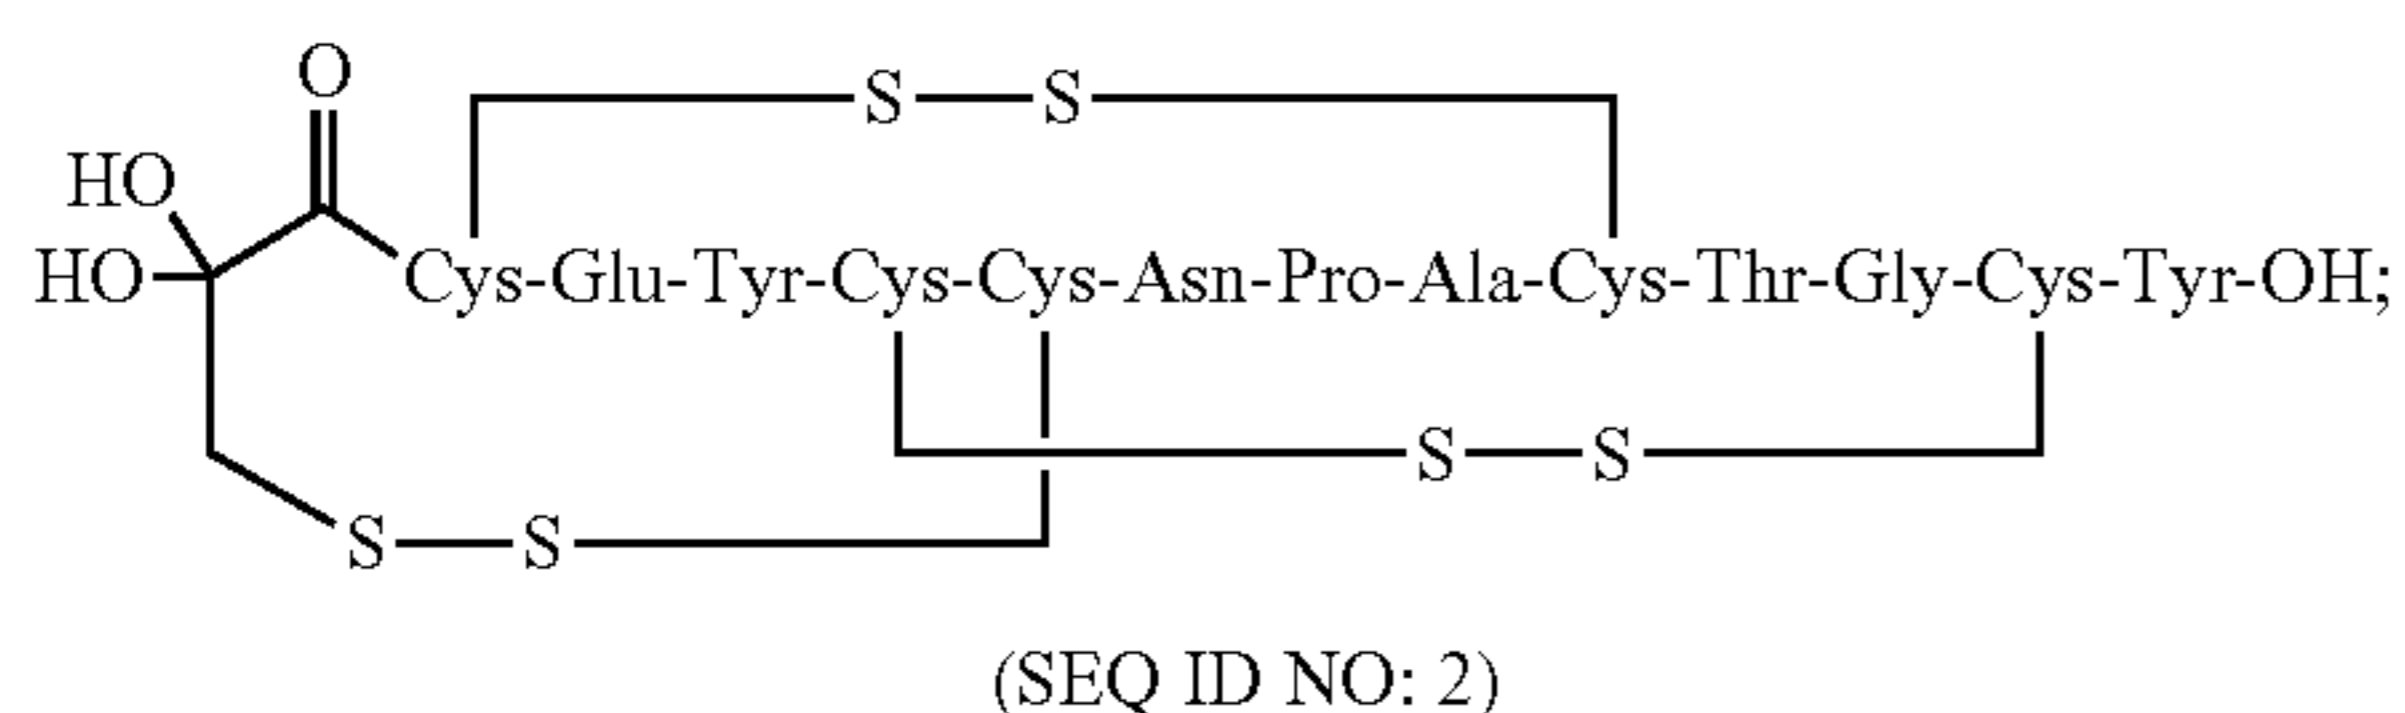 O
S S
HO
HO Cys-Glu-Tyr-Cys-Cys-Asn-Pro-Ala-Cys-Thr-Gly-Cys-Tyr-OH;
S S
S S
(SEQ ID NO: 2)